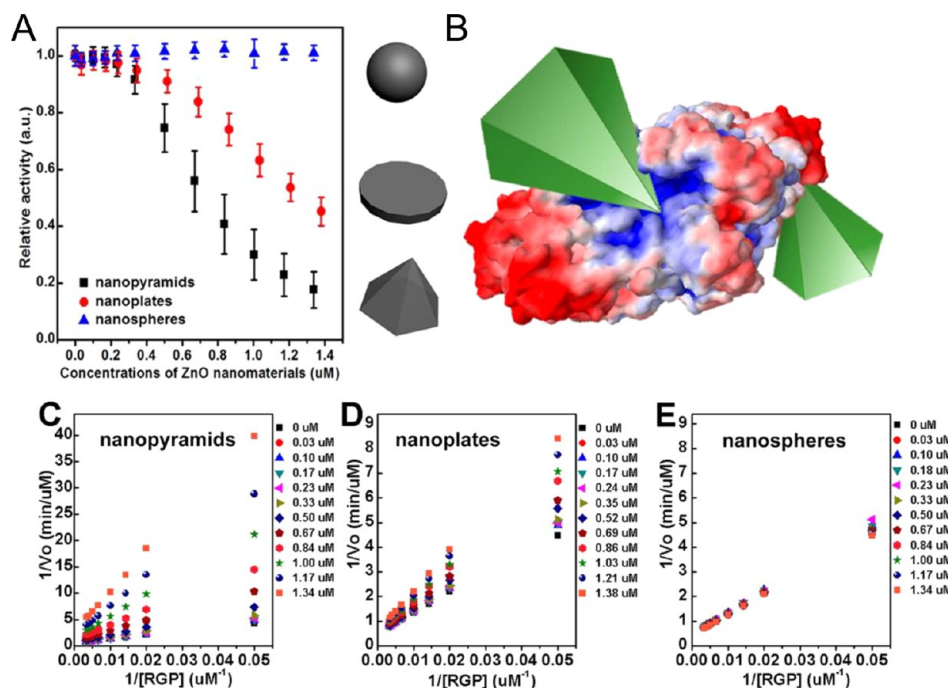 A
B
Relative activity (a.u.)
1.0
0.8
0.6
0.4
0.2
0.0
nanopyramids
nanoplates
nanospheres
0.0 0.2 0.4 0.6 0.8 1.0 1.2 1.4
Concentrations of ZnO nanomaterials (uM)
C
nanopyramids
1/Vo (min/uM)
40
35
30
25
20
15
10
5
0
0.00 0.01 0.02 0.03 0.04 0.05
1/[RGP] (uM⁻¹)
0 uM
0.03 uM
0.10 uM
0.17 uM
0.23 uM
0.33 uM
0.50 uM
0.67 uM
0.84 uM
1.00 uM
1.17 uM
1.34 uM
D
nanoplates
1/Vo (min/uM)
9
8
7
6
5
4
3
2
1
0
0.00 0.01 0.02 0.03 0.04 0.05
1/[RGP] (uM⁻¹)
0 uM
0.03 uM
0.10 uM
0.17 uM
0.24 uM
0.35 uM
0.52 uM
0.69 uM
0.86 uM
1.03 uM
1.21 uM
1.38 uM
E
nanospheres
1/Vo (min/uM)
9
8
7
6
5
4
3
2
1
0
0.00 0.01 0.02 0.03 0.04 0.05
1/[RGP] (uM⁻¹)
0 uM
0.03 uM
0.10 uM
0.18 uM
0.23 uM
0.33 uM
0.50 uM
0.67 uM
0.84 uM
1.00 uM
1.17 uM
1.34 uM